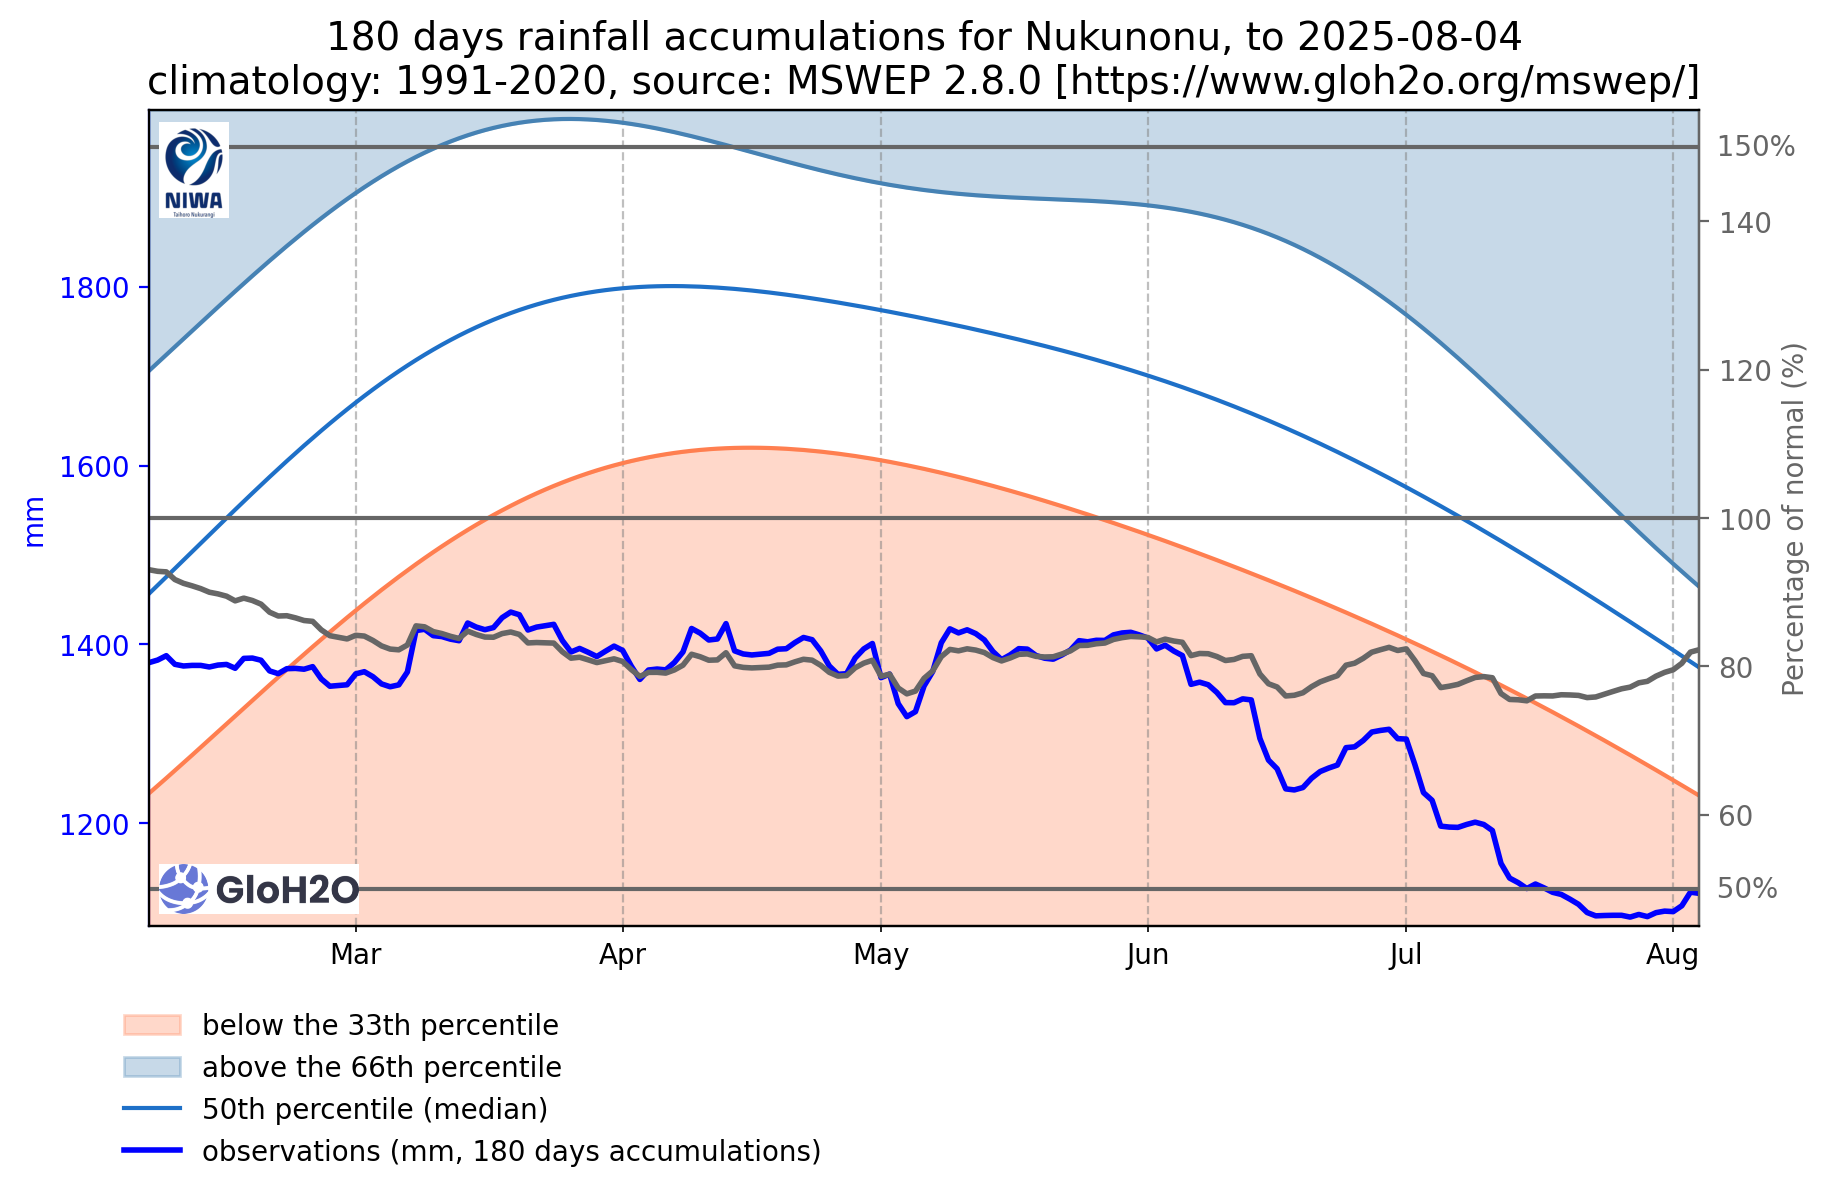 180 days rainfall accumulations for Nukunonu, to 2025-08-04
climatology: 1991-2020, source: MSWEP 2.8.0 [https://www.gloh2o.org/mswep/]
NIWA
Taihoro Nukurangi
150%
140
1800
120
Percentage of normal (%)
1600
mm
100
1400
80
1200
60
GloH2O
50%
Mar
Apr
May
Jun
Jul
Aug
below the 33th percentile
above the 66th percentile
50th percentile (median)
observations (mm, 180 days accumulations)